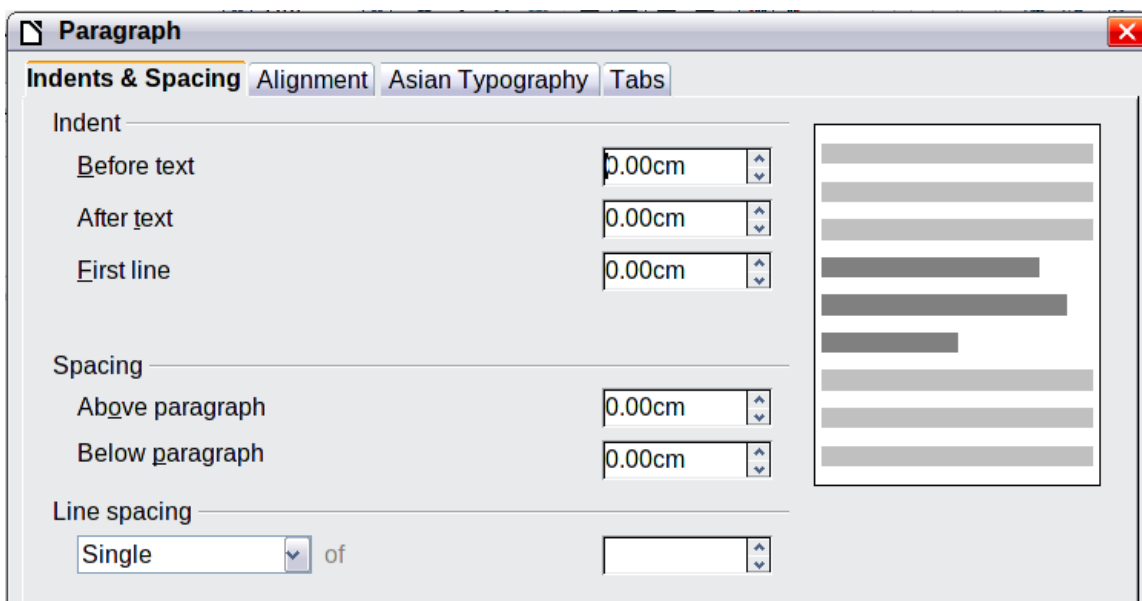 Paragraph
Indents & Spacing Alignment Asian Typography Tabs
Indent
Before text 0.00cm
After text 0.00cm
First line 0.00cm
Spacing
Above paragraph 0.00cm
Below paragraph 0.00cm
Line spacing
Single of